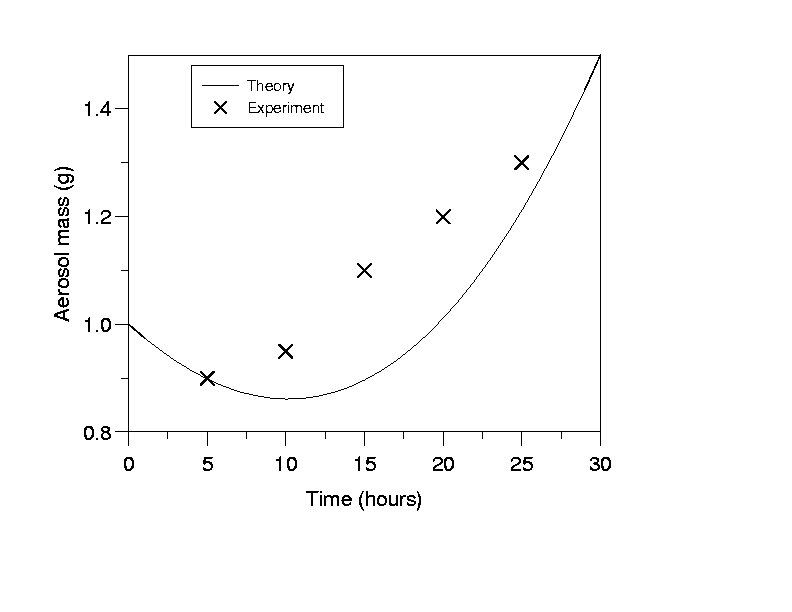 Theory
Experiment
1.4
1.2
1.0
0.8
Aerosol mass (g)
0 5 10 15 20 25 30
Time (hours)